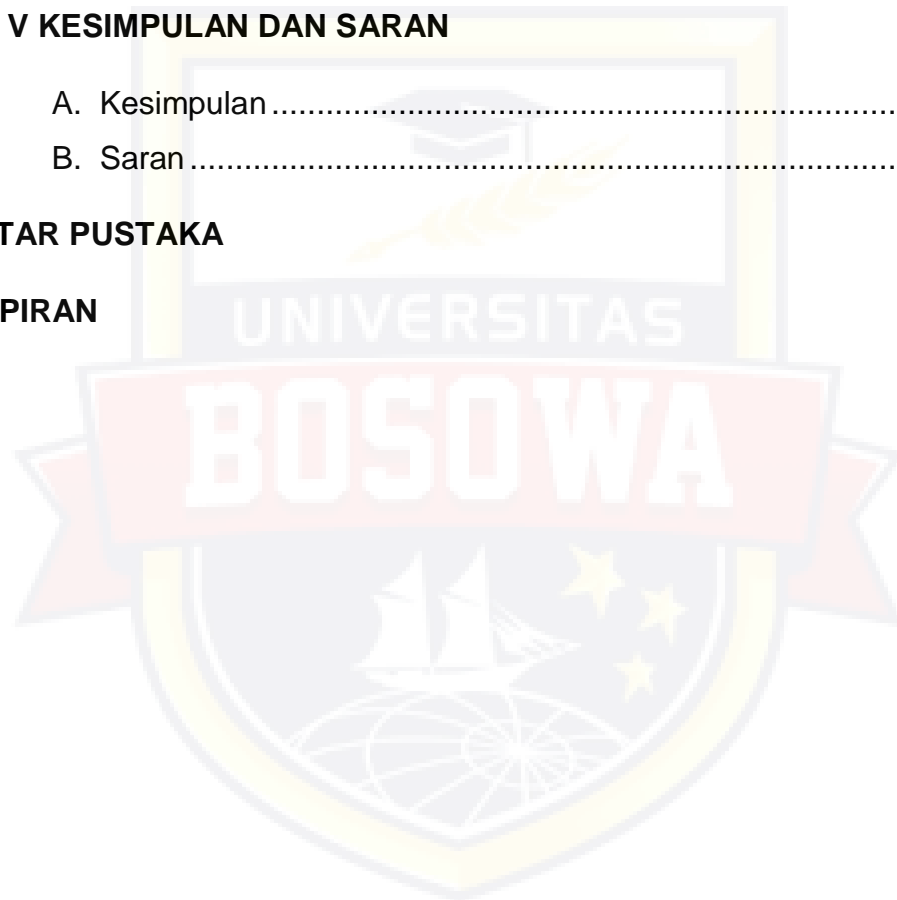 V KESIMPULAN DAN SARAN
A. Kesimpulan ........................................................................
B. Saran .................................................................................
TAR PUSTAKA
PIRAN
UNIVERSITAS
BOSOWA